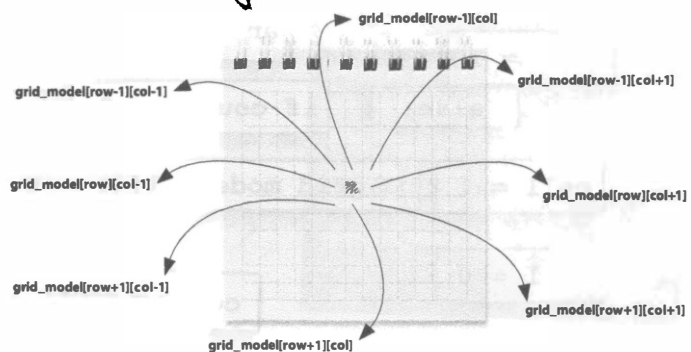 grid_model[row-1][col]
grid_model[row-1][col+1]
grid_model[row-1][col-1]
grid_model[row][col-1]
grid_model[row][col+1]
grid_model[row+1][col-1]
grid_model[row+1][col+1]
grid_model[row+1][col]